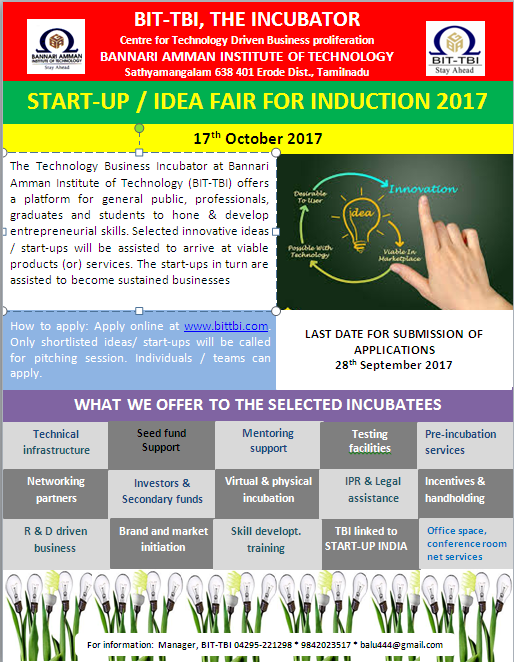 BIT-TBI, THE INCUBATOR
Centre for Technology Driven Business proliferation
BANNARI AMMAN INSTITUTE OF TECHNOLOGY
Sathyamangalam 638 401 Erode Dist., Tamilnadu
BANNARI AMMAN
INSTITUTE OF TECHNOLOGY
Stay Ahead
BIT-TBI
Stay Ahead
START-UP / IDEA FAIR FOR INDUCTION 2017
17th October 2017
The Technology Business Incubator at Bannari
Amman Institute of Technology (BIT-TBI) offers
a platform for general public, professionals,
graduates and students to hone & develop
entrepreneurial skills. Selected innovative ideas
/ start-ups will be assisted to arrive at viable
products (or) services. The start-ups in turn are
assisted to become sustained businesses
Desirable
To User
Innovation
idea
Possible With
Technology
Viable In
Marketplace
How to apply: Apply online at www.bittbi.com
Only shortlisted ideas/ start-ups will be called
for pitching session. Individuals / teams can
apply.
LAST DATE FOR SUBMISSION OF
APPLICATIONS
28th September 2017
WHAT WE OFFER TO THE SELECTED INCUBATEES
Technical
infrastructure
Seed fund
Support
Mentoring
support
Testing
facilities
Pre-incubation
services
Networking
partners
Investors &
Secondary funds
Virtual & physical
incubation
IPR & Legal
assistance
Incentives &
handholding
R & D driven
business
Brand and market
initiation
Skill developt.
training
TBI linked to
START-UP INDIA
Office space,
conference room
net services
For information: Manager, BIT-TBI 04295-221298 * 9842023517 * balu444@gmail.com